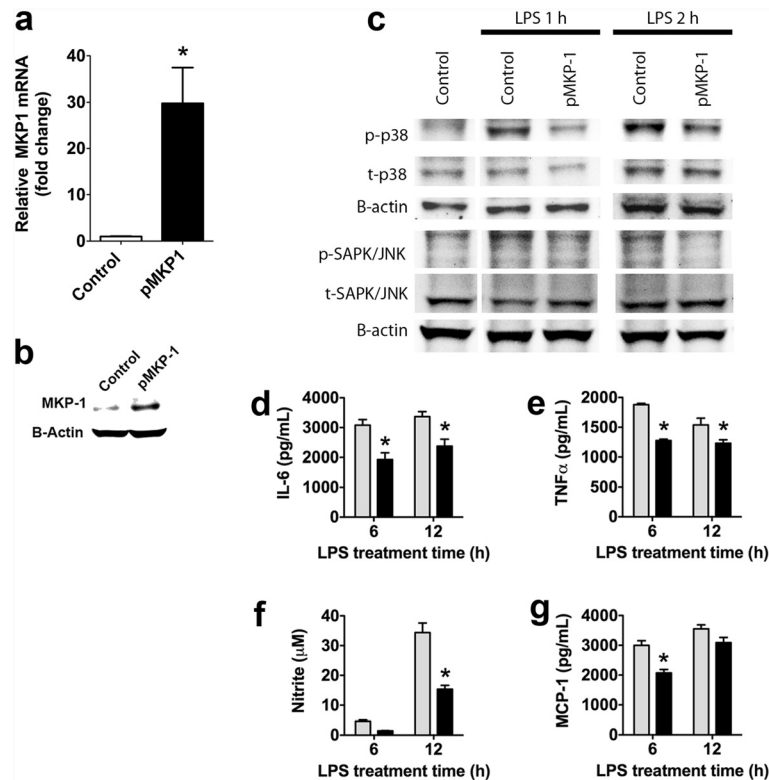 a
Relative MKP1 mRNA
(fold change)
40
30
20
10
0
*
Control
pMKP1
b
Control
pMKP-1
MKP-1
B-Actin
c
LPS 1 h
LPS 2 h
Control
Control
pMKP-1
Control
pMKP-1
p-p38
t-p38
B-actin
p-SAPK/JNK
t-SAPK/JNK
B-actin
d
IL-6 (pg/mL)
4000
3000
2000
1000
0
*
*
6
12
LPS treatment time (h)
e
TNFα (pg/mL)
2000
1500
1000
500
0
*
*
6
12
LPS treatment time (h)
f
Nitrite (μM)
40
30
20
10
0
*
6
12
LPS treatment time (h)
g
MCP-1 (pg/mL)
4000
3000
2000
1000
0
*
6
12
LPS treatment time (h)